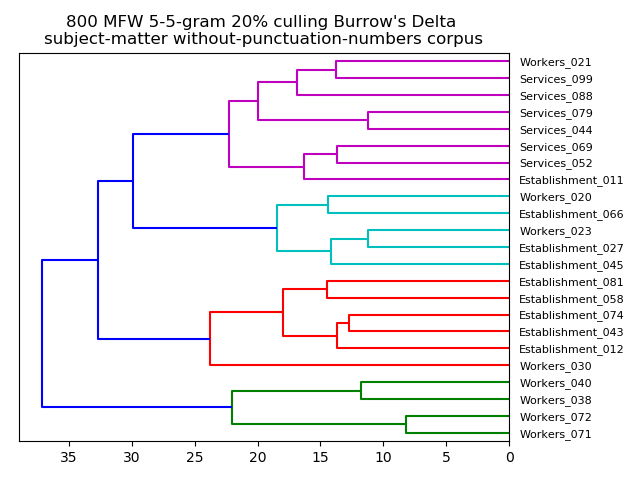 800 MFW 5-5-gram 20% culling Burrow's Delta
subject-matter without-punctuation-numbers corpus
Workers_021
Services_099
Services_088
Services_079
Services_044
Services_069
Services_052
Establishment_011
Workers_020
Establishment_066
Workers_023
Establishment_027
Establishment_045
Establishment_081
Establishment_058
Establishment_074
Establishment_043
Establishment_012
Workers_030
Workers_040
Workers_038
Workers_072
Workers_071
35 30 25 20 15 10 5 0